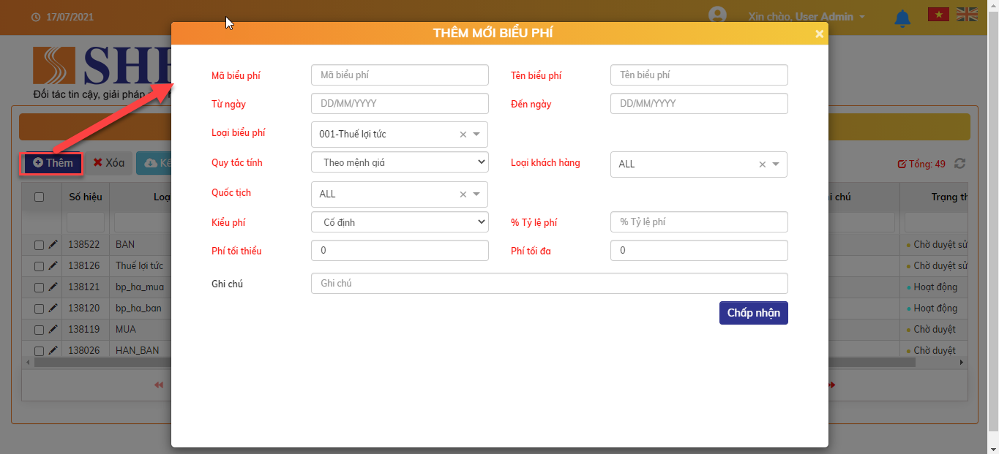 17/07/2021
Xin chào, User Admin
THÊM MỚI BIỂU PHÍ
×
SH
Đối tác tin cậy, giải pháp
Mã biểu phí Mã biểu phí Tên biểu phí Tên biểu phí
Từ ngày DD/MM/YYYY Đến ngày DD/MM/YYYY
Loại biểu phí 001-Thuế lợi tức ×
Quy tắc tính Theo mệnh giá Loại khách hàng ALL ×
Quốc tịch ALL ×
Kiểu phí Cố định % Tỷ lệ phí % Tỷ lệ phí
Phí tối thiểu 0 Phí tối đa 0
Ghi chú Ghi chú
Chấp nhận
Thêm Xóa Kế Tổng: 49
Số hiệu Loạ i chú Trạng th
138522 BAN Chờ duyệt sử
138126 Thuế lợi tức Chờ duyệt sử
138121 bp_ha_mua Hoạt động
138120 bp_ha_ban Hoạt động
138119 MUA Chờ duyệt
138026 HAN_BAN Chờ duyệt